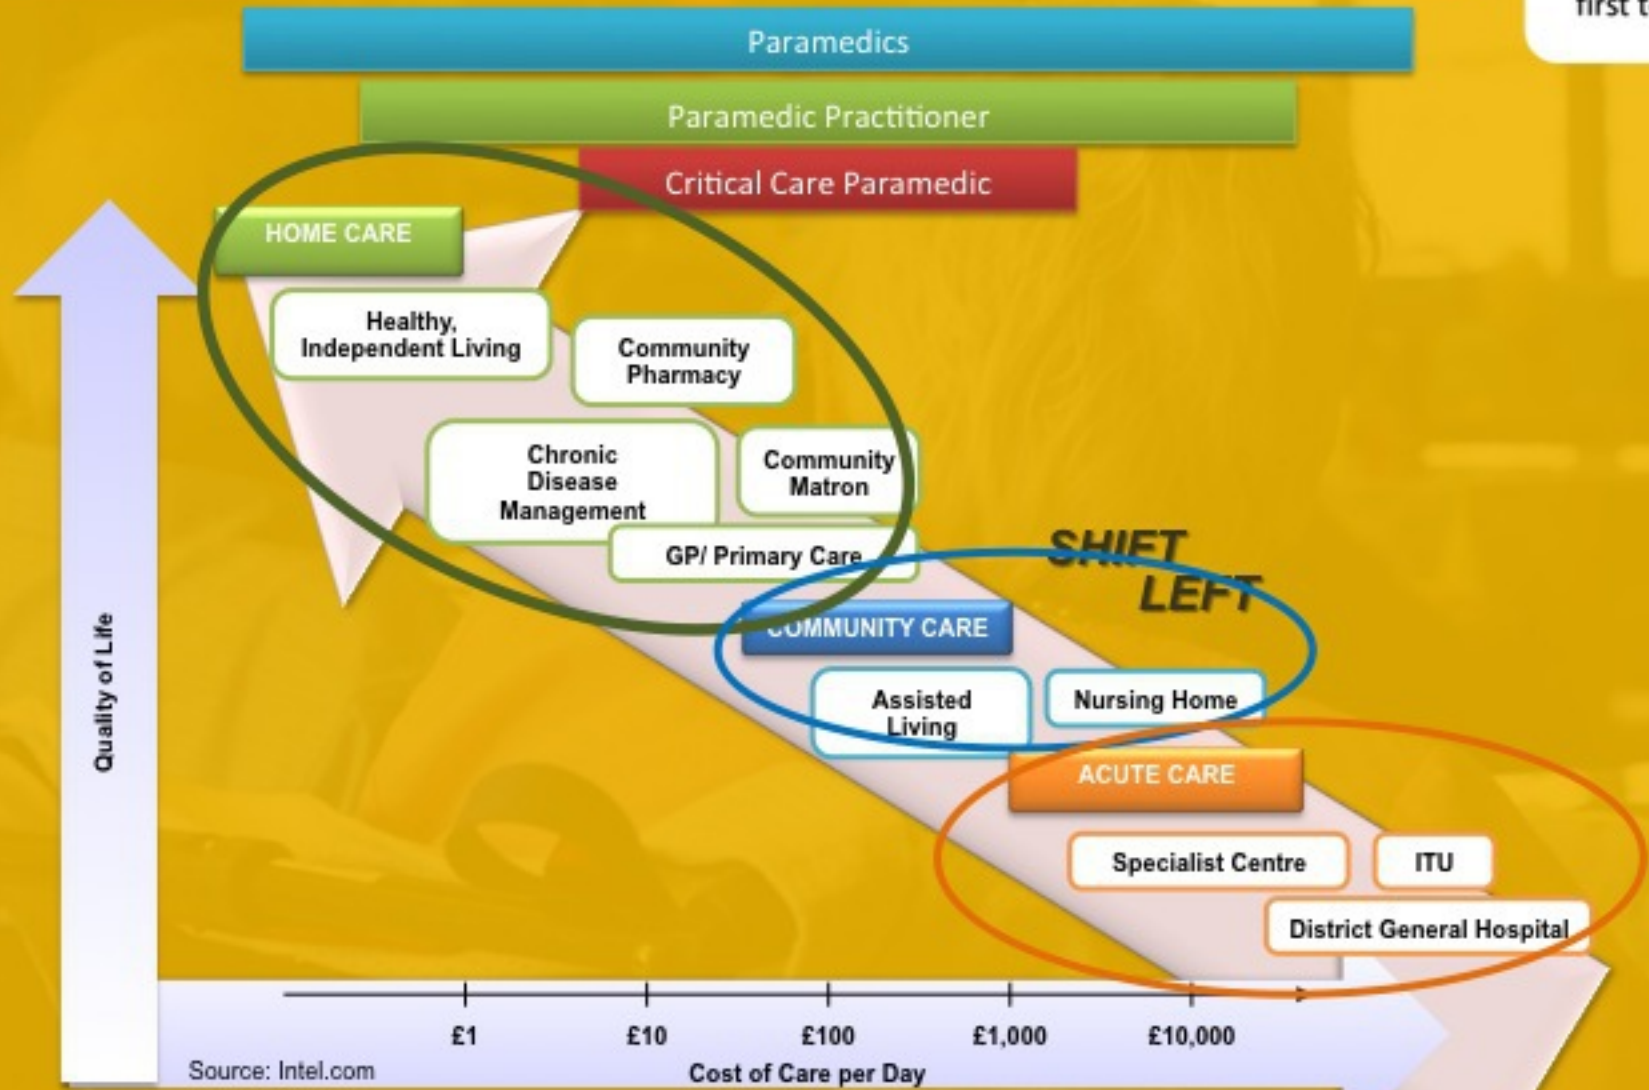 first t
Paramedics
Paramedic Practitioner
Critical Care Paramedic
HOME CARE
Healthy,
Independent Living
Community
Pharmacy
Chronic
Disease
Management
Community
Matron
GP/ Primary Care
SHIFT
LEFT
COMMUNITY CARE
Assisted
Living
Nursing Home
ACUTE CARE
Specialist Centre
ITU
District General Hospital
Quality of Life
£1
£10
£100
£1,000
£10,000
Source: Intel.com
Cost of Care per Day